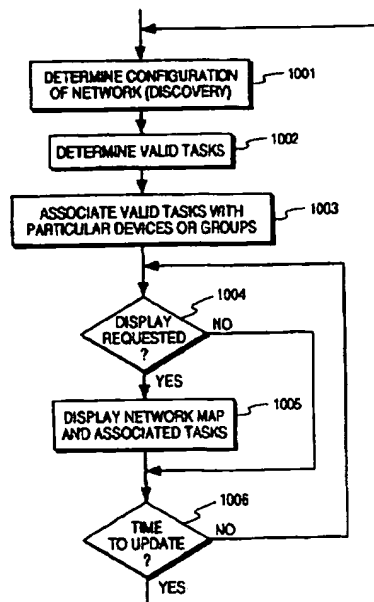 DETERMINE CONFIGURATION
OF NETWORK (DISCOVERY)
1001
DETERMINE VALID TASKS
1002
ASSOCIATE VALID TASKS WITH
PARTICULAR DEVICES OR GROUPS
1003
DISPLAY
REQUESTED
?
1004
NO
YES
DISPLAY NETWORK MAP
AND ASSOCIATED TASKS
1005
TIME
TO UPDATE
?
1006
NO
YES